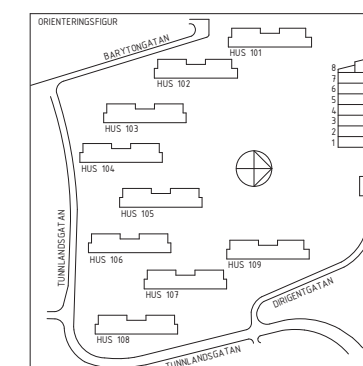 ORIENTERINGSFIGUR
BARYTONGATAN
HUS 101
HUS 102
HUS 103
HUS 104
HUS 105
HUS 106
HUS 107
HUS 108
HUS 109
TUNNLANDSGATAN
DIRIGENTGATAN
TUNNLANDSGATAN
8
7
6
5
4
3
2
1